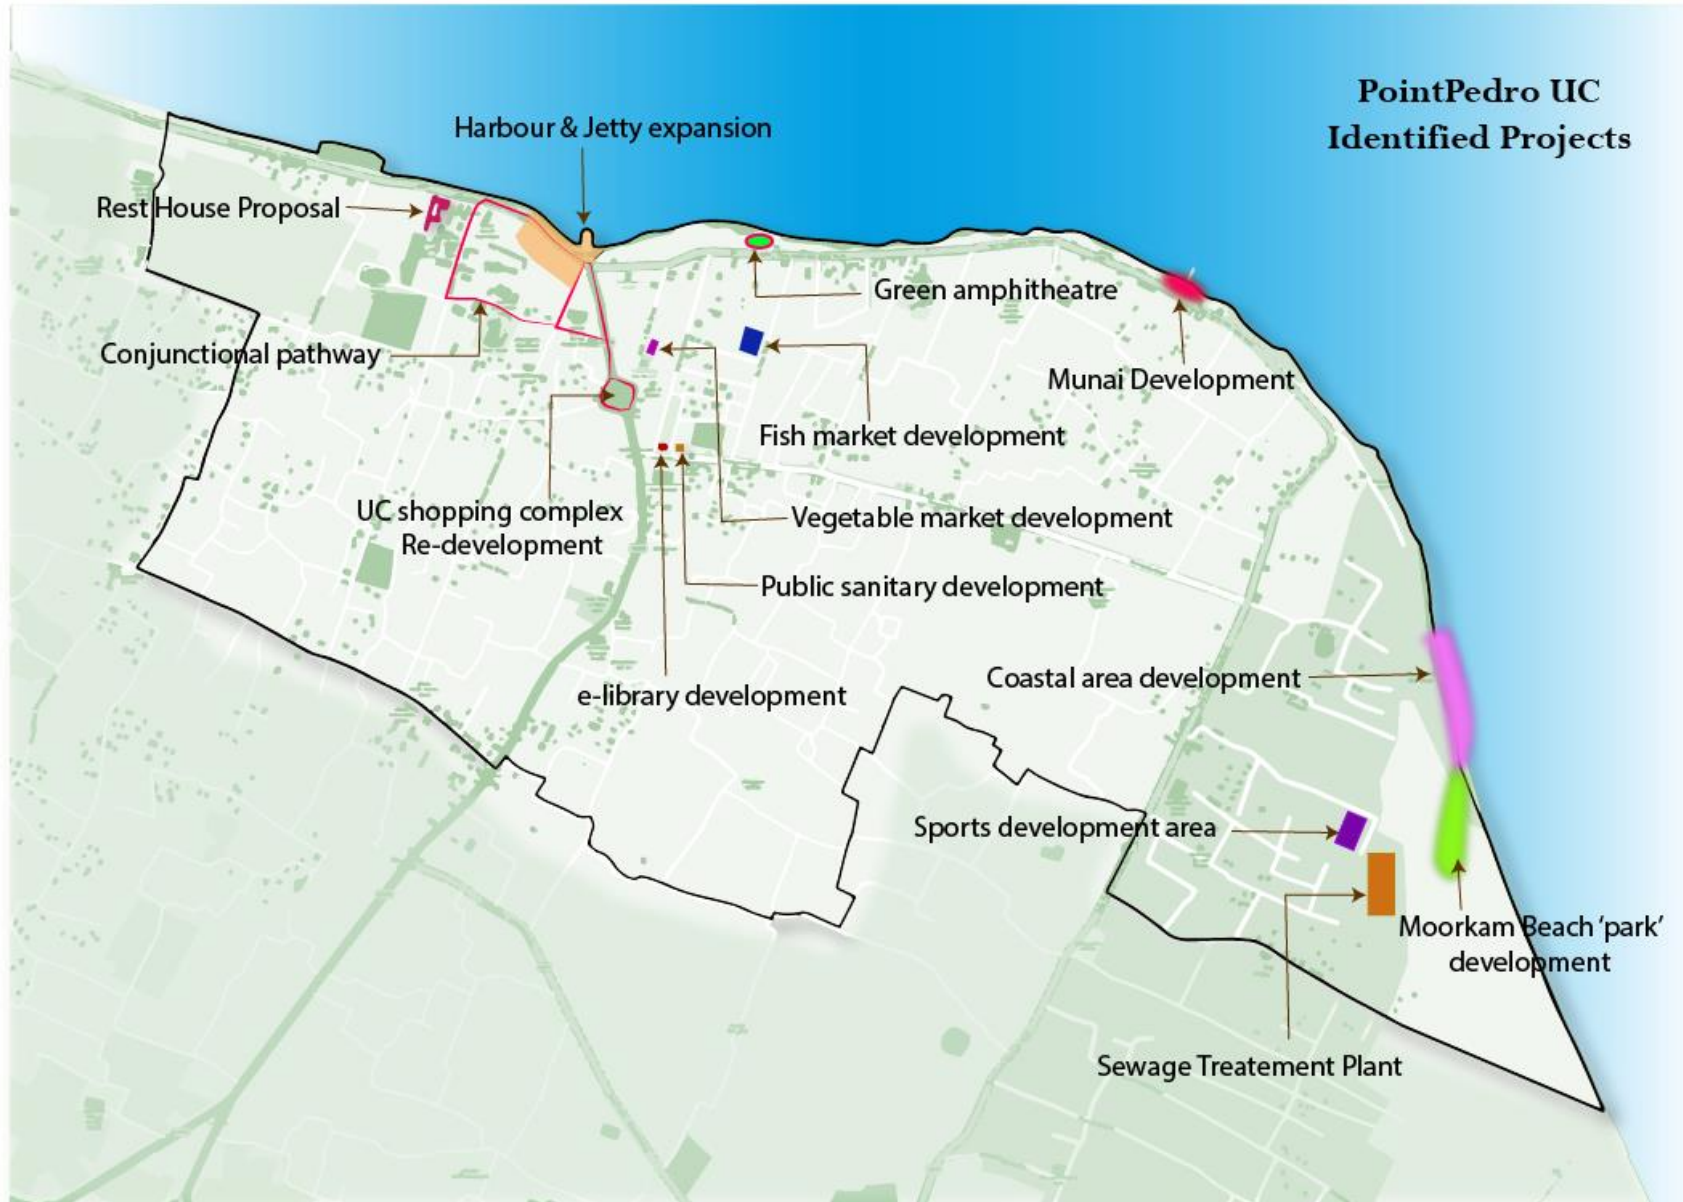 PointPedro UC
Identified Projects
Harbour & Jetty expansion
Rest House Proposal
Green amphitheatre
Conjunctional pathway
Munai Development
Fish market development
UC shopping complex
Re-development
Vegetable market development
Public sanitary development
e-library development
Coastal area development
Sports development area
Moorkam Beach ‘park’
development
Sewage Treatement Plant